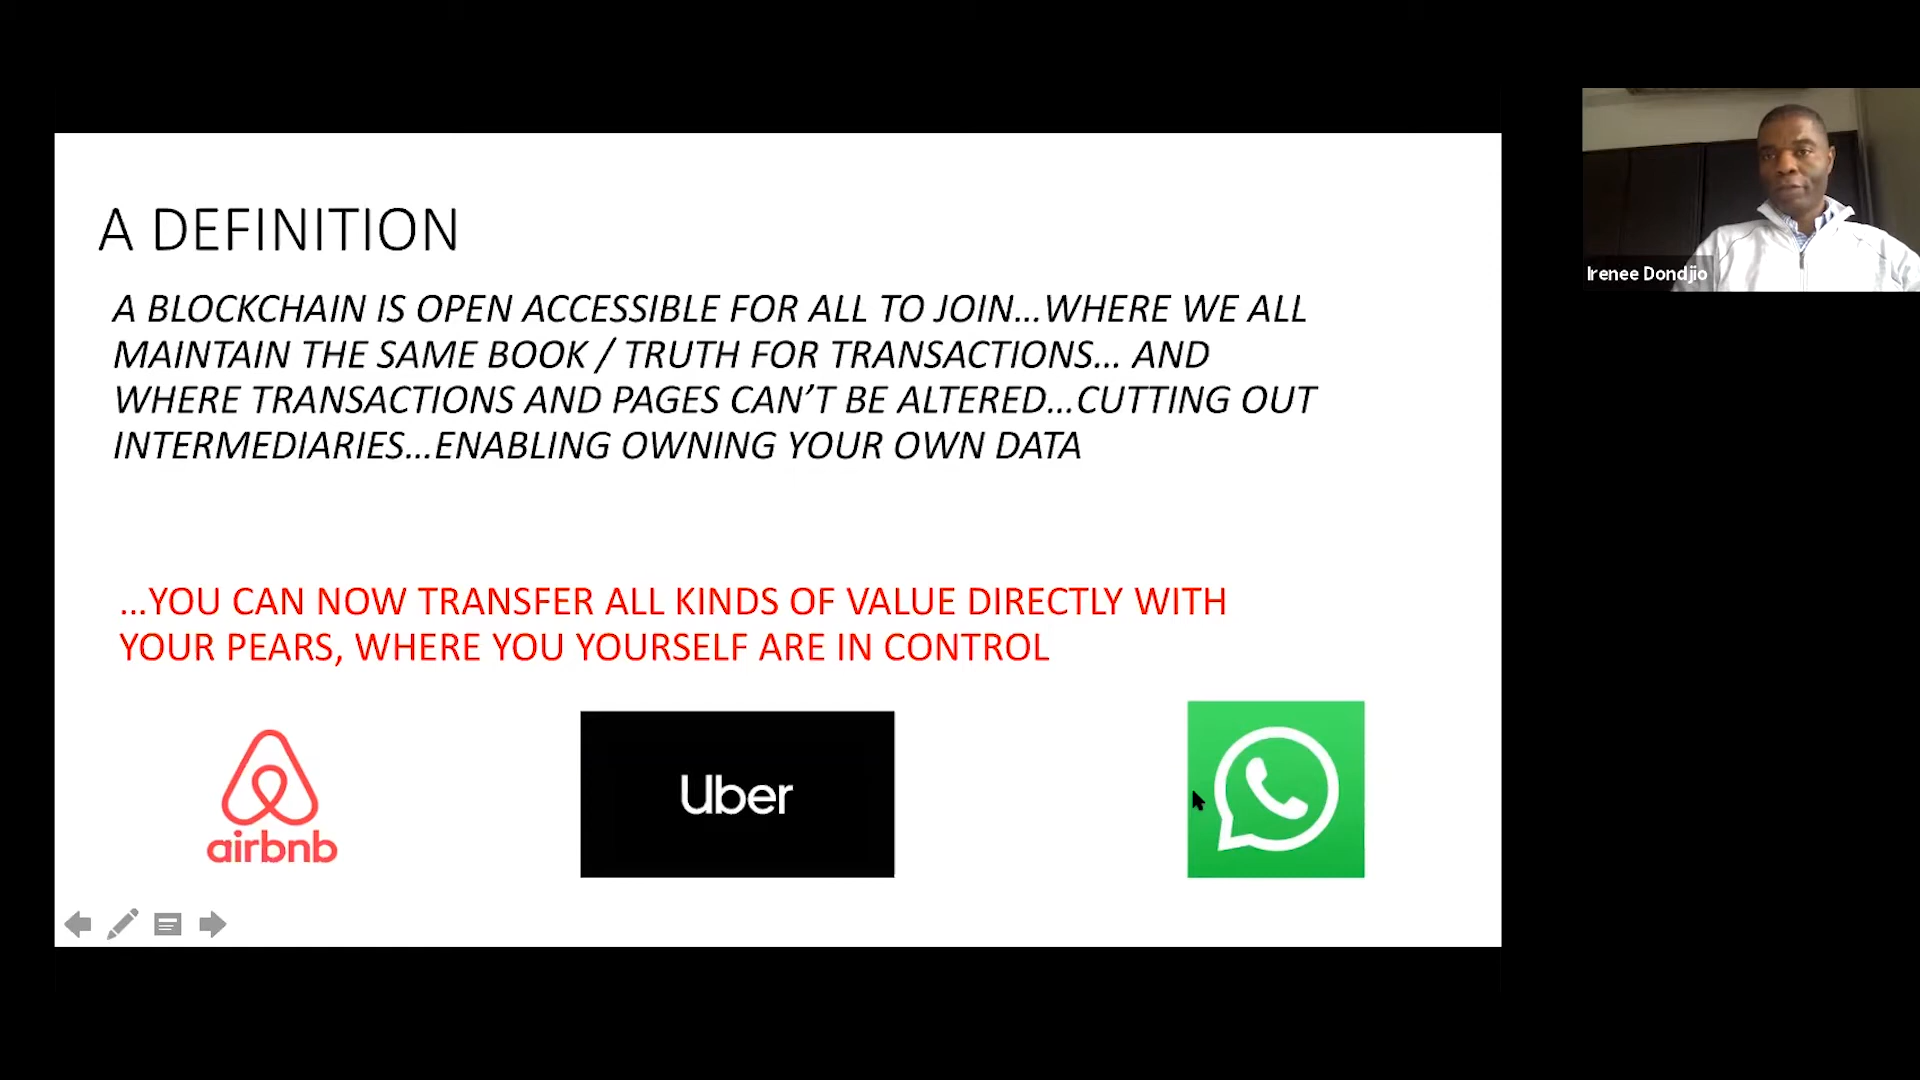 A DEFINITION
A BLOCKCHAIN IS OPEN ACCESSIBLE FOR ALL TO JOIN...WHERE WE ALL
MAINTAIN THE SAME BOOK / TRUTH FOR TRANSACTIONS... AND
WHERE TRANSACTIONS AND PAGES CAN'T BE ALTERED...CUTTING OUT
INTERMEDIARIES...ENABLING OWNING YOUR OWN DATA
...YOU CAN NOW TRANSFER ALL KINDS OF VALUE DIRECTLY WITH
YOUR PEARS, WHERE YOU YOURSELF ARE IN CONTROL
airbnb
Uber
Irenee Dondjio